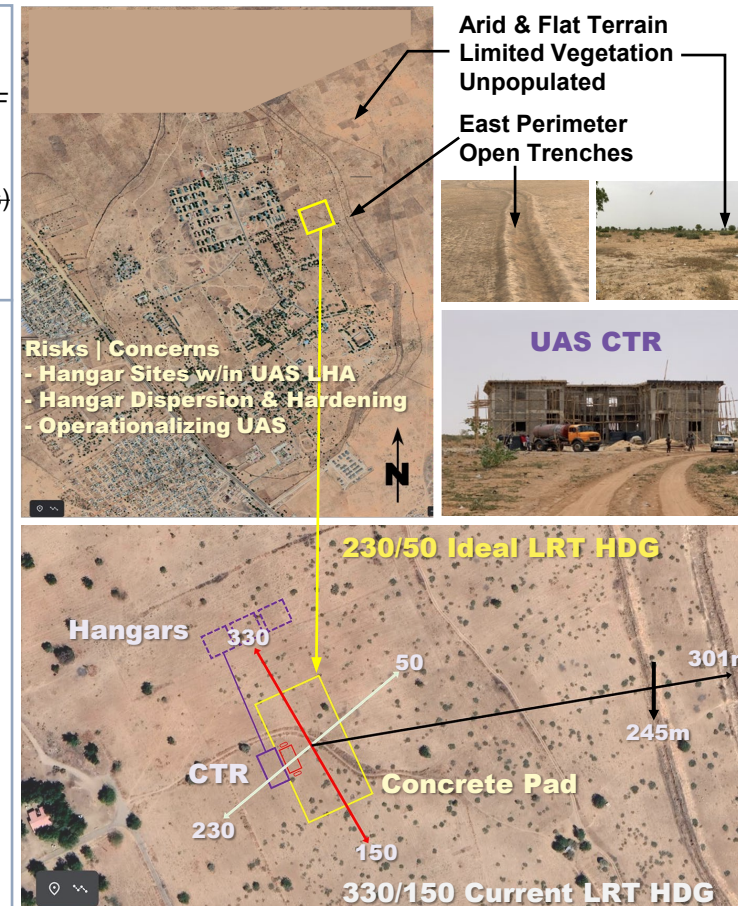 Arid & Flat Terrain
Limited Vegetation
Unpopulated
East Perimeter
Open Trenches
UAS CTR
Risks | Concerns
- Hangar Sites w/in UAS LHA
- Hangar Dispersion & Hardening
- Operationalizing UAS
N
230/50 Ideal LRT HDG
Hangars
330
50
301
245m
CTR
Concrete Pad
230
150
330/150 Current LRT HDG